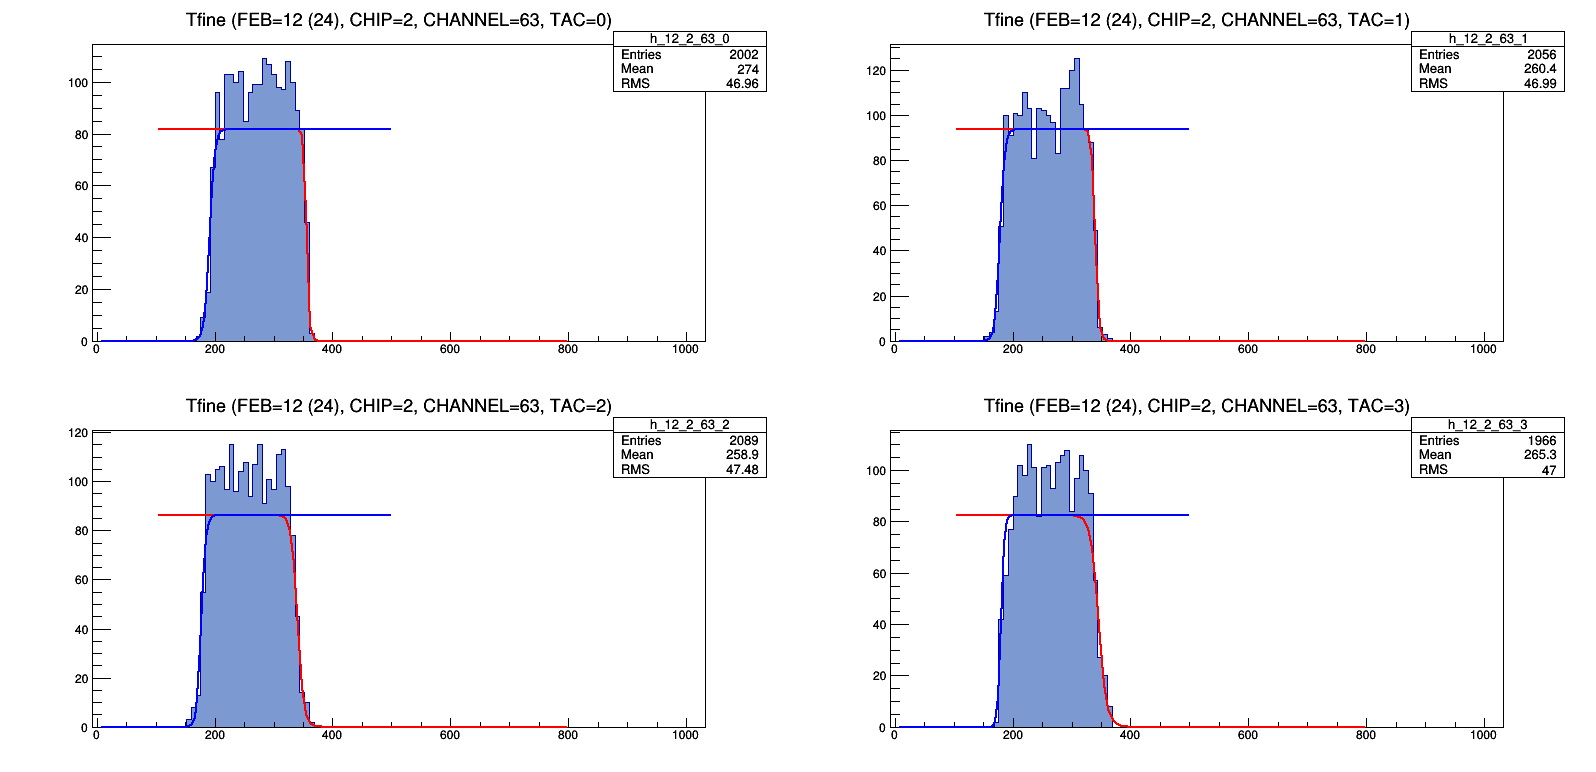 Tfine (FEB=12 (24), CHIP=2, CHANNEL=63, TAC=0)
h_12_2_63_0
Entries 2002
Mean 274
RMS 46.96
100
80
60
40
20
0
0 200 400 600 800 1000
Tfine (FEB=12 (24), CHIP=2, CHANNEL=63, TAC=1)
h_12_2_63_1
Entries 2056
Mean 260.4
RMS 46.99
120
100
80
60
40
20
0
0 200 400 600 800 1000
Tfine (FEB=12 (24), CHIP=2, CHANNEL=63, TAC=2)
h_12_2_63_2
Entries 2089
Mean 258.9
RMS 47.48
120
100
80
60
40
20
0
0 200 400 600 800 1000
Tfine (FEB=12 (24), CHIP=2, CHANNEL=63, TAC=3)
h_12_2_63_3
Entries 1966
Mean 265.3
RMS 47
100
80
60
40
20
0
0 200 400 600 800 1000